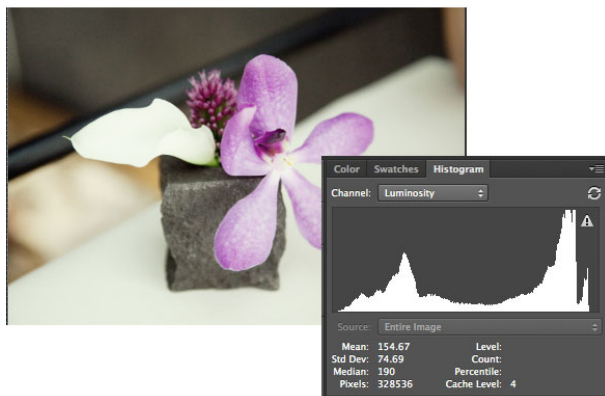 Color Swatches Histogram
Channel: Luminosity
Source: Entire Image
Mean: 154.67 Level:
Std Dev: 74.69 Count:
Median: 190 Percentile:
Pixels: 328536 Cache Level: 4